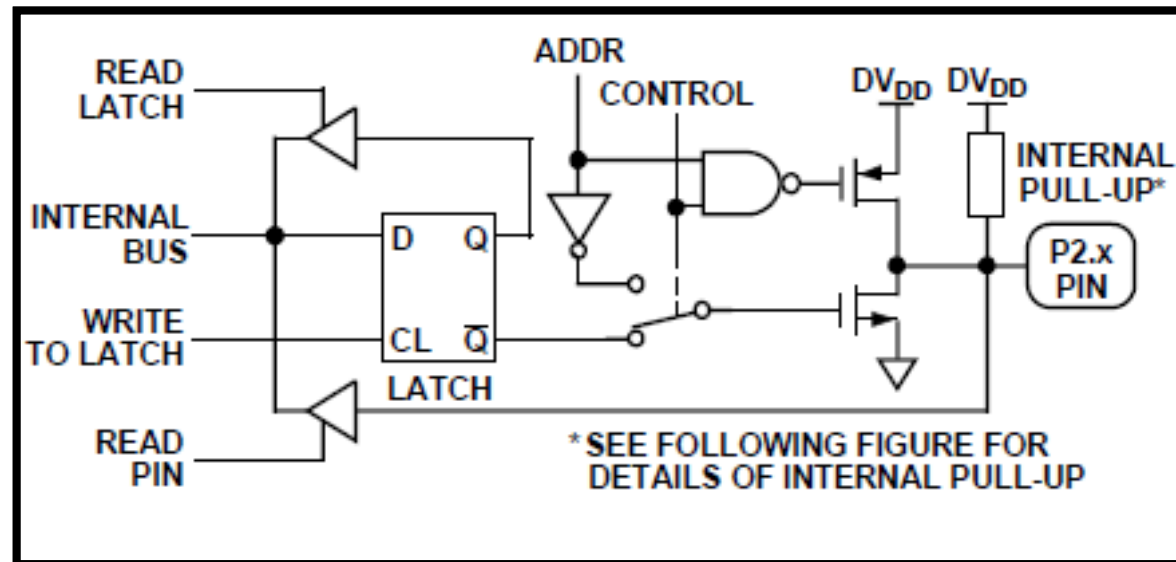 READ
LATCH
ADDR
CONTROL
DVDD
DVDD
INTERNAL
PULL-UP*
INTERNAL
BUS
D
Q
P2.x
PIN
WRITE
TO LATCH
CL
Q̅
LATCH
READ
PIN
* SEE FOLLOWING FIGURE FOR
DETAILS OF INTERNAL PULL-UP